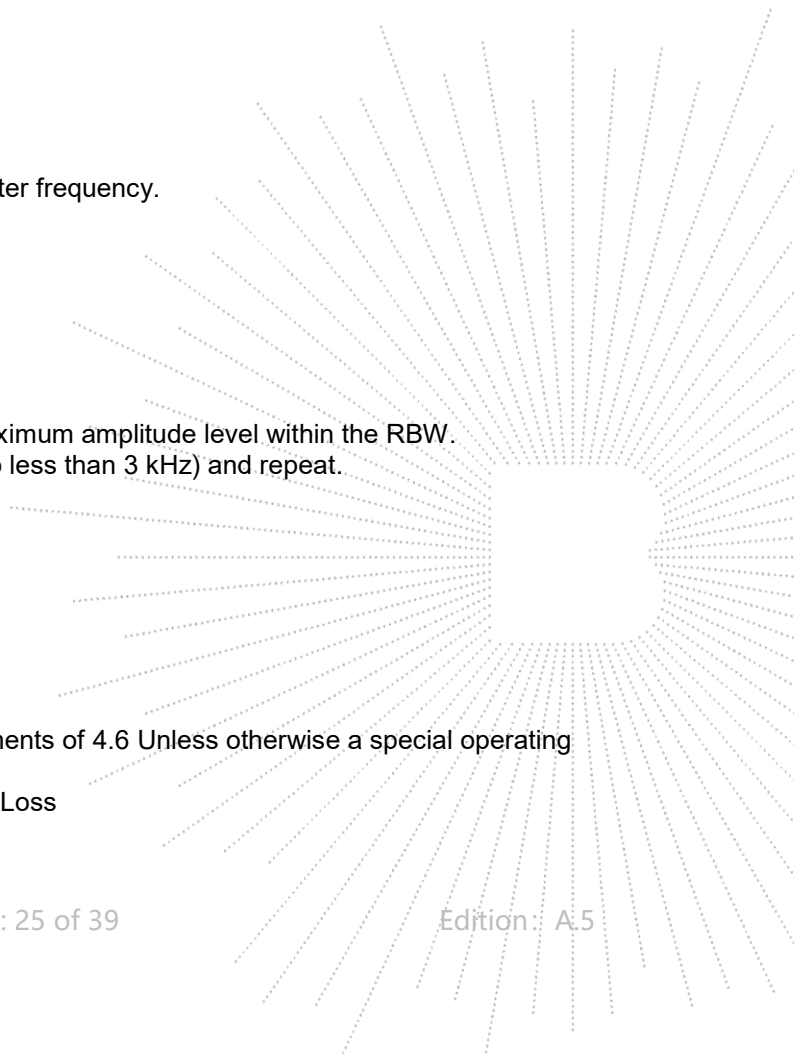 ter frequency.
ximum amplitude level within the RBW.
less than 3 kHz) and repeat.
nents of 4.6 Unless otherwise a special operating
Loss
: 25 of 39 Edition： A.5